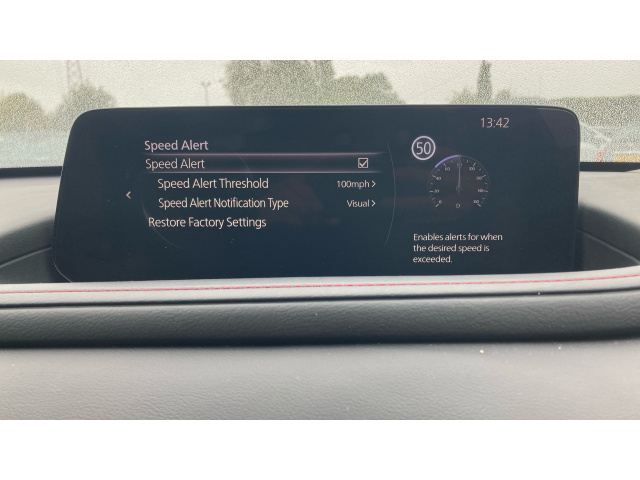 13:42
Speed Alert
Speed Alert
Speed Alert Threshold 100mph
Speed Alert Notification Type Visual
Restore Factory Settings
50
Enables alerts for when
the desired speed is
exceeded.